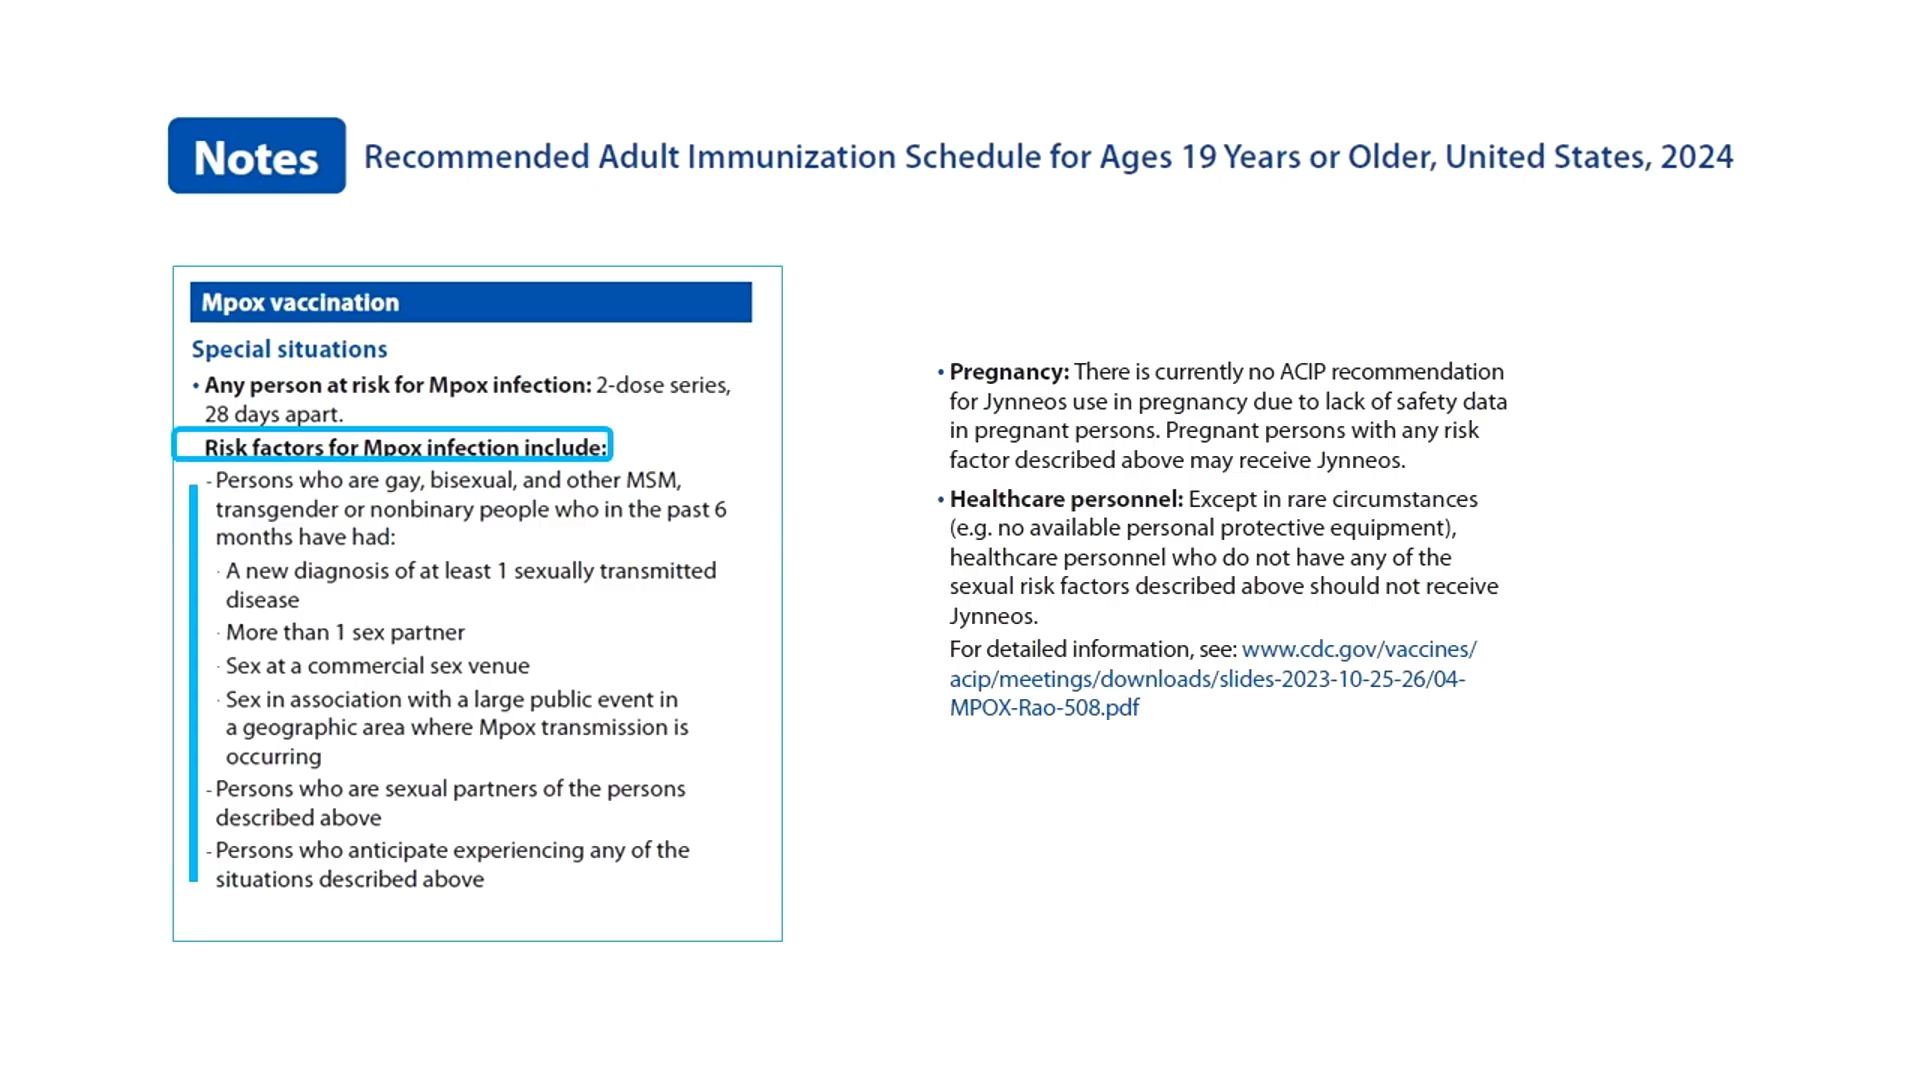 Notes
Recommended Adult Immunization Schedule for Ages 19 Years or Older, United States, 2024
Mpox vaccination
Special situations
• Any person at risk for Mpox infection: 2-dose series,
28 days apart.
Risk factors for Mpox infection include:
- Persons who are gay, bisexual, and other MSM,
transgender or nonbinary people who in the past 6
months have had:
· A new diagnosis of at least 1 sexually transmitted
disease
· More than 1 sex partner
· Sex at a commercial sex venue
· Sex in association with a large public event in
a geographic area where Mpox transmission is
occurring
- Persons who are sexual partners of the persons
described above
- Persons who anticipate experiencing any of the
situations described above
• Pregnancy: There is currently no ACIP recommendation
for Jynneos use in pregnancy due to lack of safety data
in pregnant persons. Pregnant persons with any risk
factor described above may receive Jynneos.
• Healthcare personnel: Except in rare circumstances
(e.g. no available personal protective equipment),
healthcare personnel who do not have any of the
sexual risk factors described above should not receive
Jynneos.
For detailed information, see: www.cdc.gov/vaccines/
acip/meetings/downloads/slides-2023-10-25-26/04-
MPOX-Rao-508.pdf